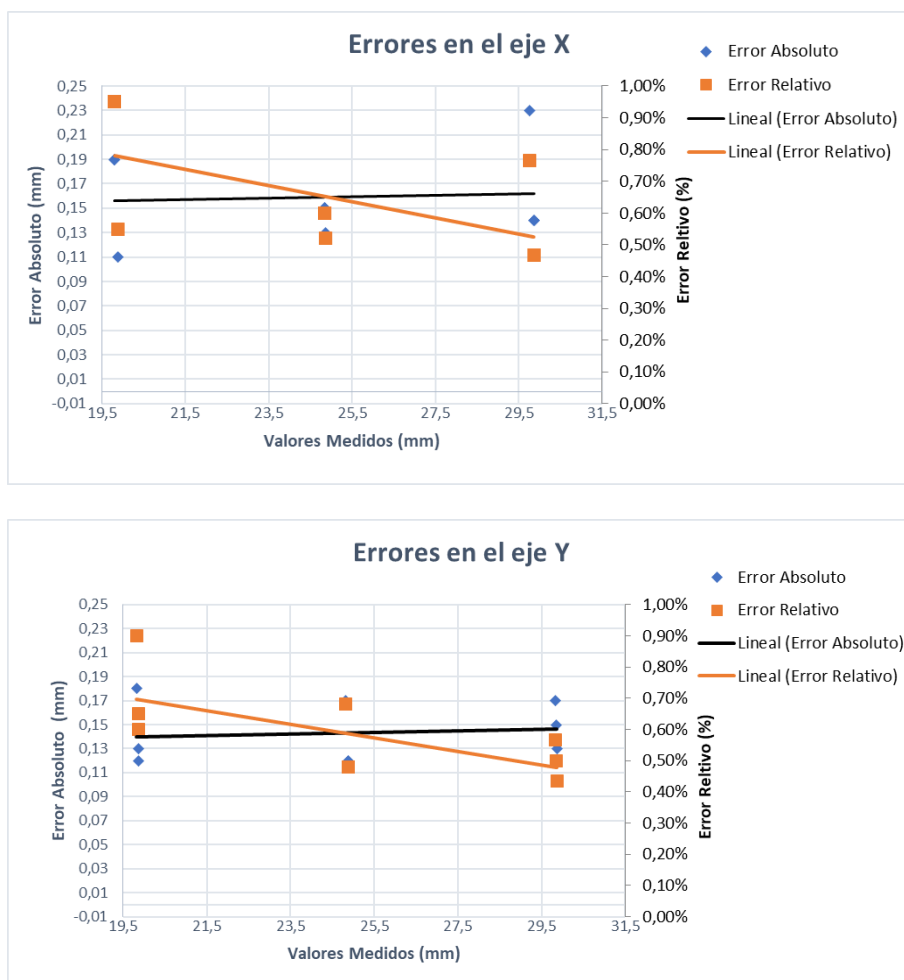 Errores en el eje X
Error Absoluto
Error Relativo
Lineal (Error Absoluto)
Lineal (Error Relativo)
Error Absoluto (mm)
0,25
0,23
0,21
0,19
0,17
0,15
0,13
0,11
0,09
0,07
0,05
0,03
0,01
-0,01
1,00%
0,90%
0,80%
0,70%
0,60%
0,50%
0,40%
0,30%
0,20%
0,10%
0,00%
Error Reltivo (%)
19,5 21,5 23,5 25,5 27,5 29,5 31,5
Valores Medidos (mm)
Errores en el eje Y
Error Absoluto
Error Relativo
Lineal (Error Absoluto)
Lineal (Error Relativo)
Error Absoluto (mm)
0,25
0,23
0,21
0,19
0,17
0,15
0,13
0,11
0,09
0,07
0,05
0,03
0,01
-0,01
1,00%
0,90%
0,80%
0,70%
0,60%
0,50%
0,40%
0,30%
0,20%
0,10%
0,00%
Error Reltivo (%)
19,5 21,5 23,5 25,5 27,5 29,5 31,5
Valores Medidos (mm)